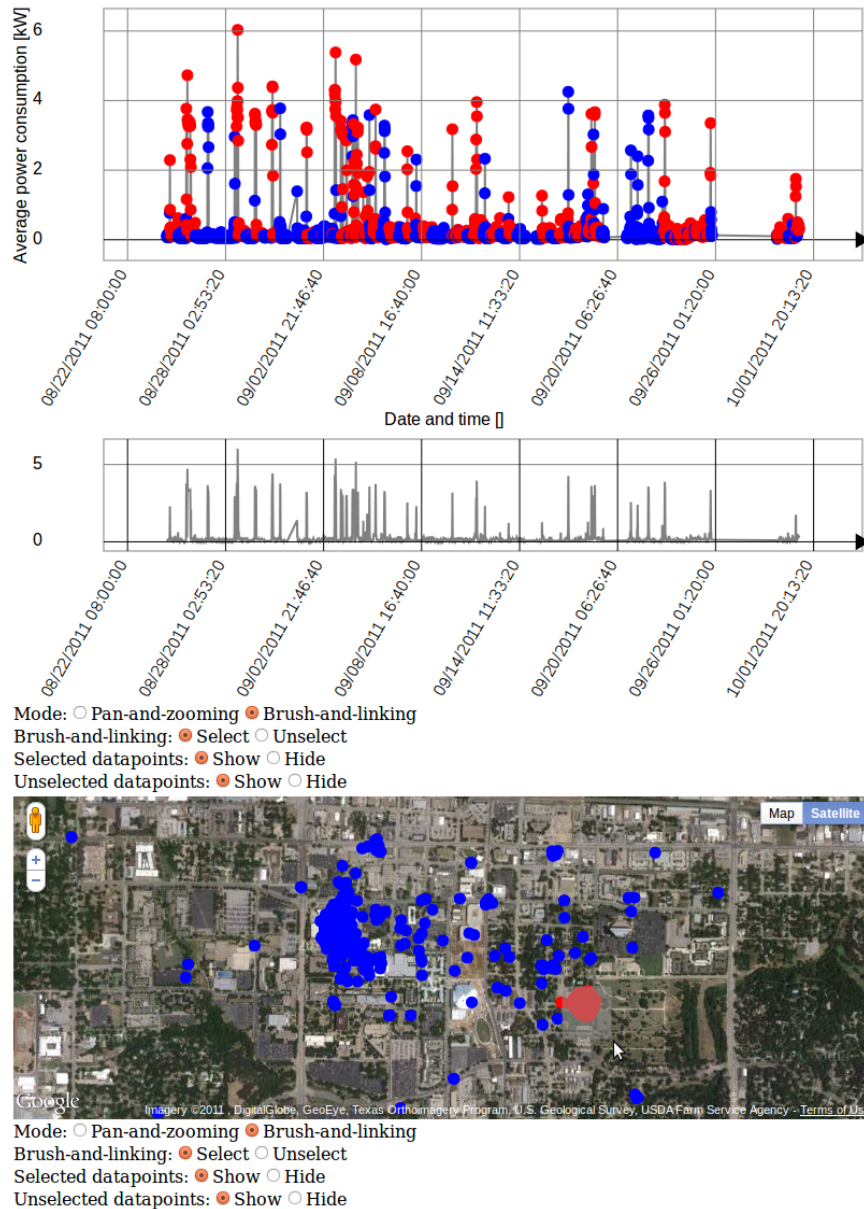 Average power consumption [kW]
6
4
2
0
08/22/2011 08:00:00
08/28/2011 02:53:20
09/02/2011 21:46:40
09/08/2011 16:40:00
09/14/2011 11:33:20
09/20/2011 06:26:40
09/26/2011 01:20:00
10/01/2011 20:13:20
Date and time []
5
0
08/22/2011 08:00:00
08/28/2011 02:53:20
09/02/2011 21:46:40
09/08/2011 16:40:00
09/14/2011 11:33:20
09/20/2011 06:26:40
09/26/2011 01:20:00
10/01/2011 20:13:20
Mode: Pan-and-zooming Brush-and-linking
Brush-and-linking: Select Unselect
Selected datapoints: Show Hide
Unselected datapoints: Show Hide
Map Satellite
+
−
Google
Imagery ©2011 , DigitalGlobe, GeoEye, Texas Orthoimagery Program, U.S. Geological Survey, USDA Farm Service Agency - Terms of Us
Mode: Pan-and-zooming Brush-and-linking
Brush-and-linking: Select Unselect
Selected datapoints: Show Hide
Unselected datapoints: Show Hide